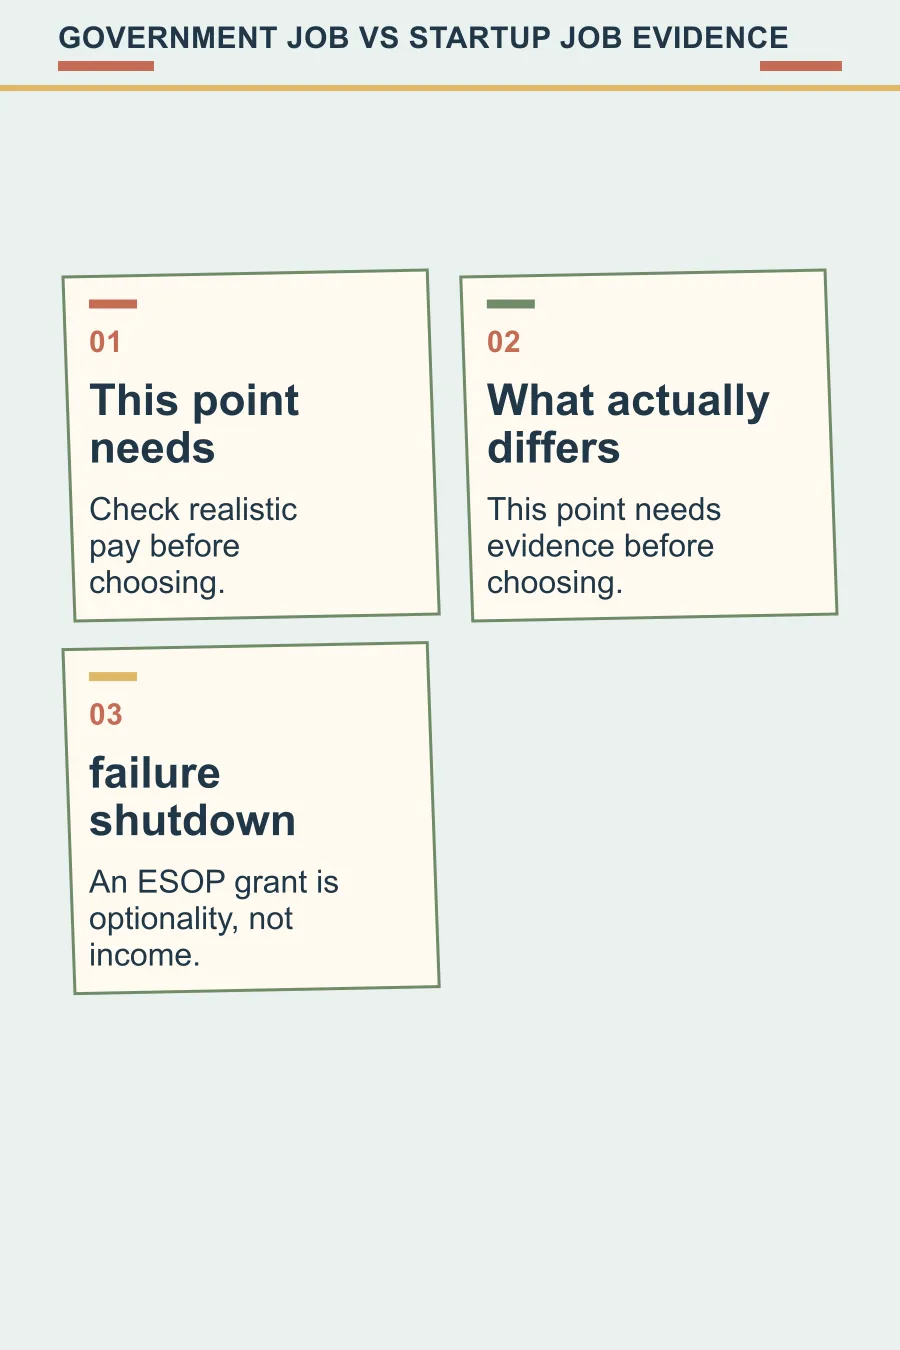 GOVERNMENT JOB VS STARTUP JOB EVIDENCE
01
This point
needs
Check realistic
pay before
choosing.
02
What actually
differs
This point needs
evidence before
choosing.
03
failure
shutdown
An ESOP grant is
optionality, not
income.